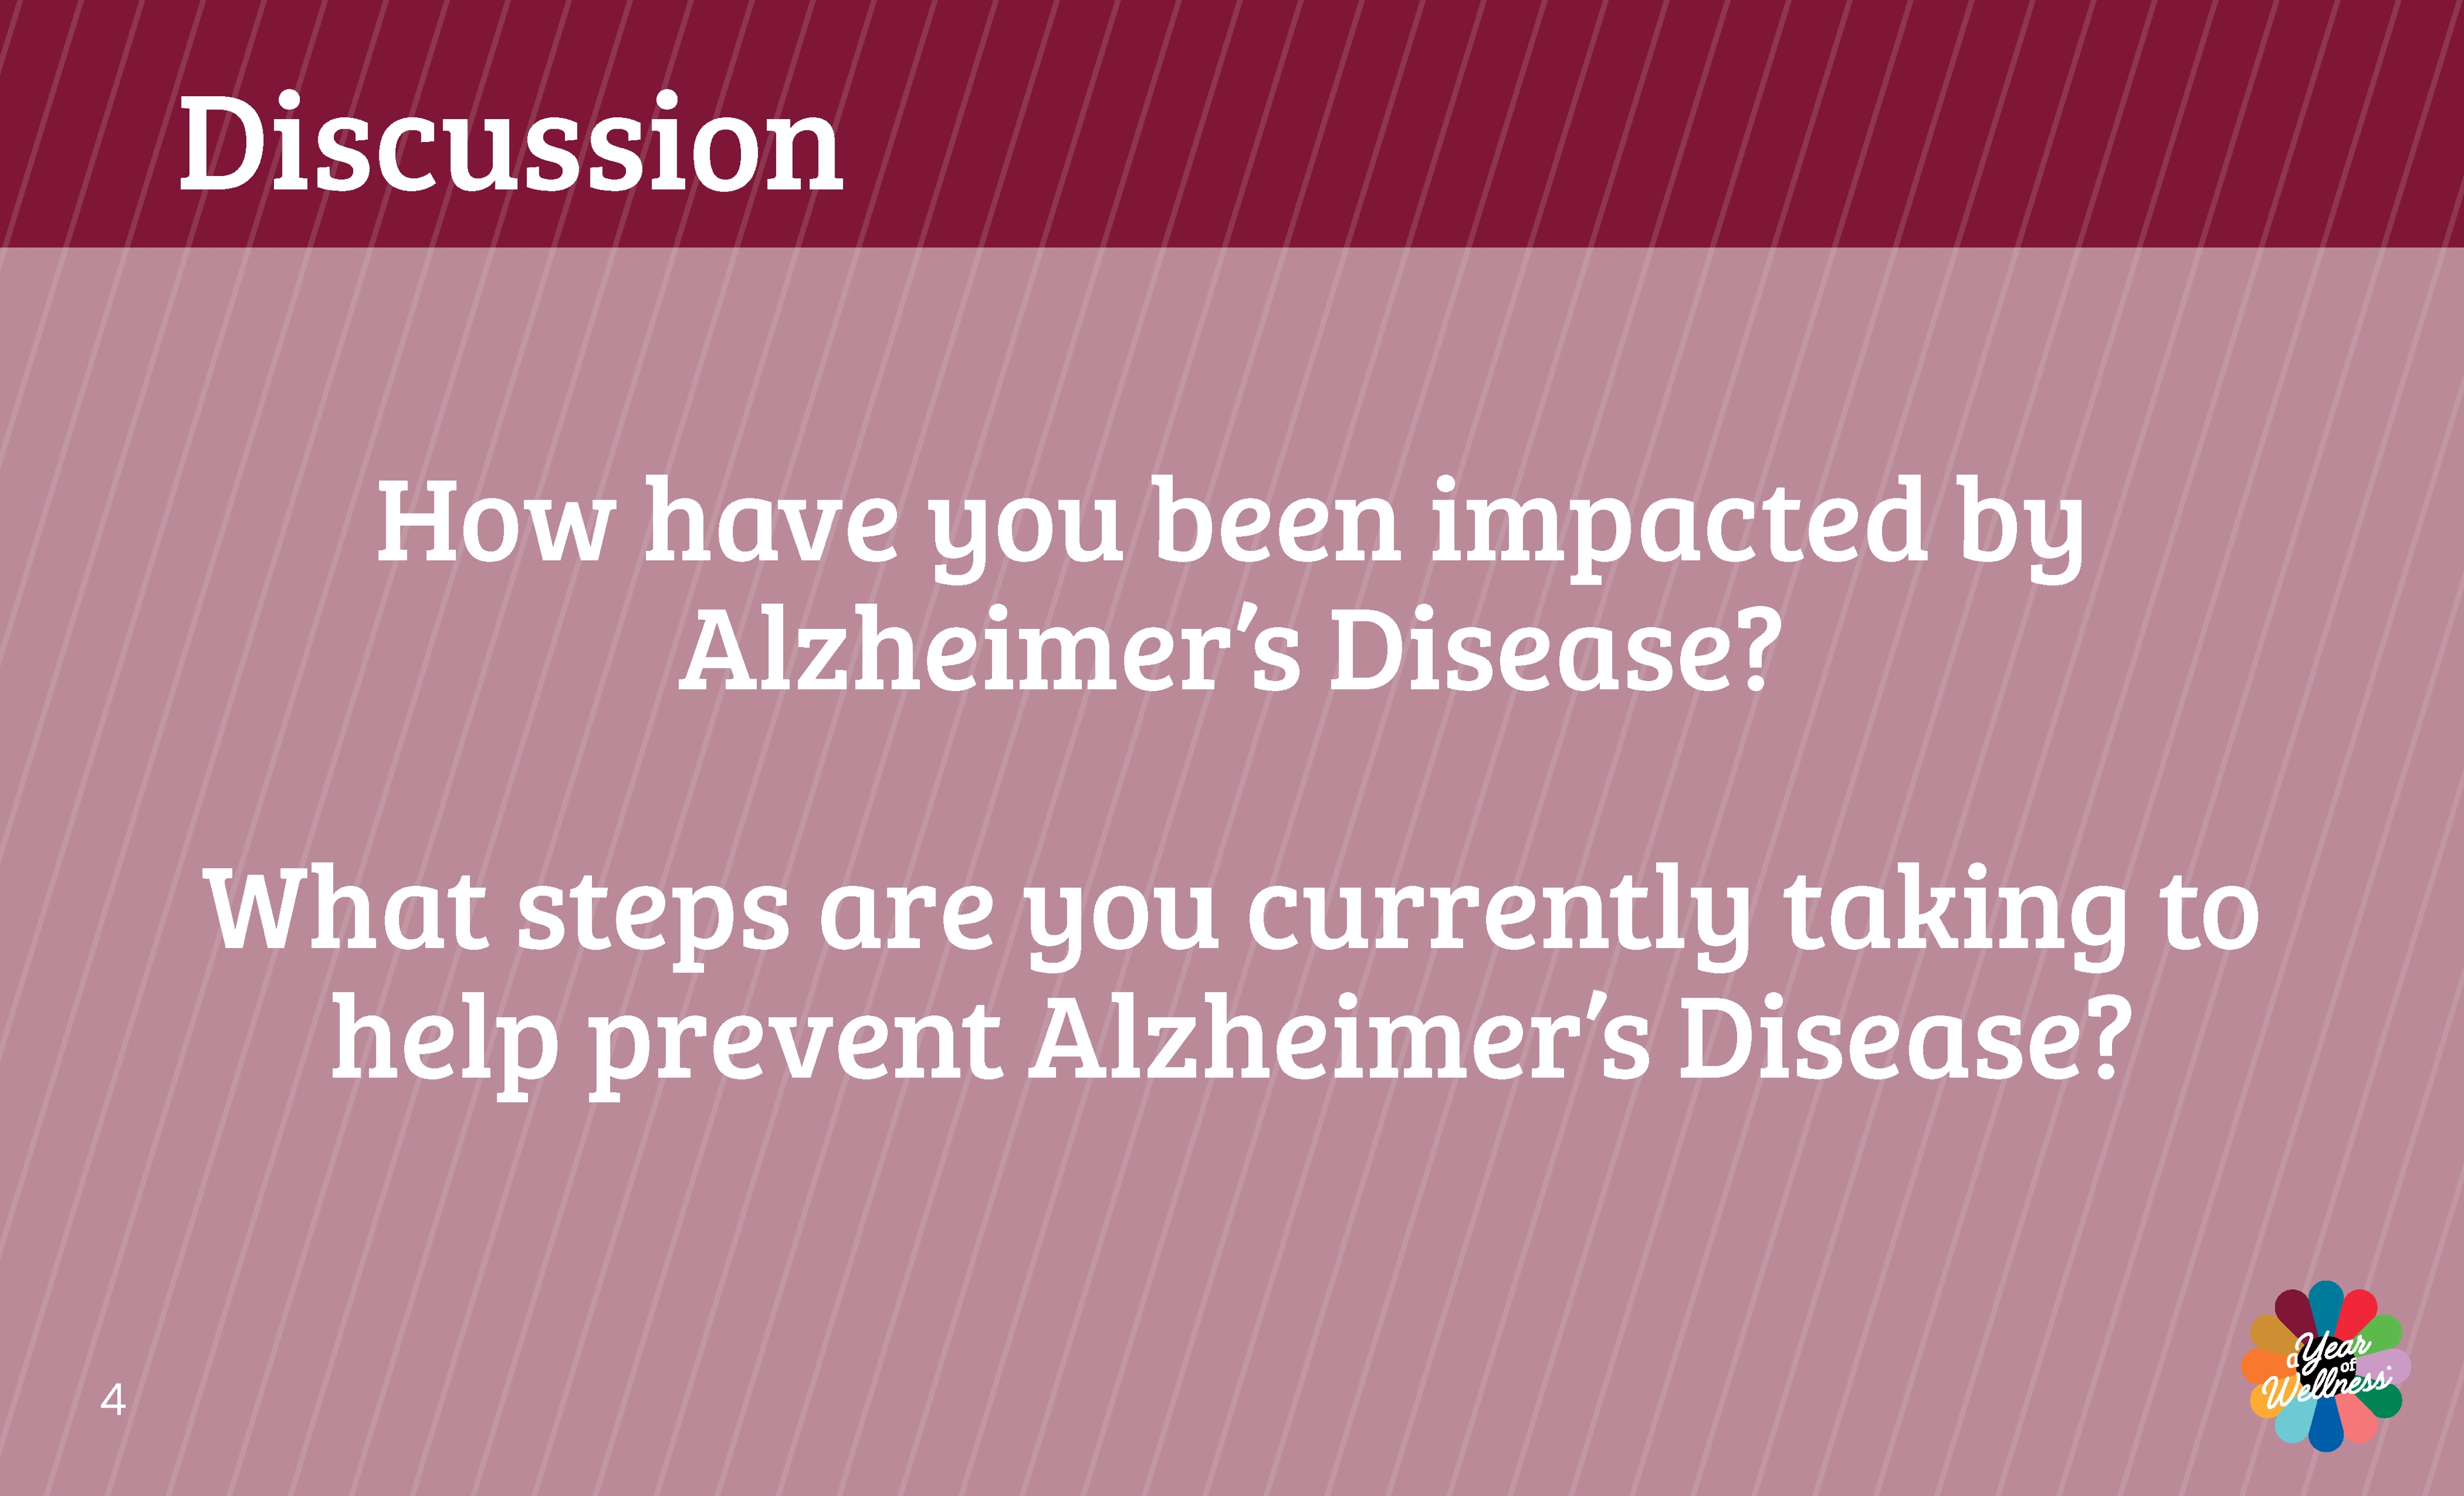 Discussion
How have you been impacted by
Alzheimer’s Disease?
What steps are you currently taking to
help prevent Alzheimer’s Disease?
4
a Year
of
Wellness